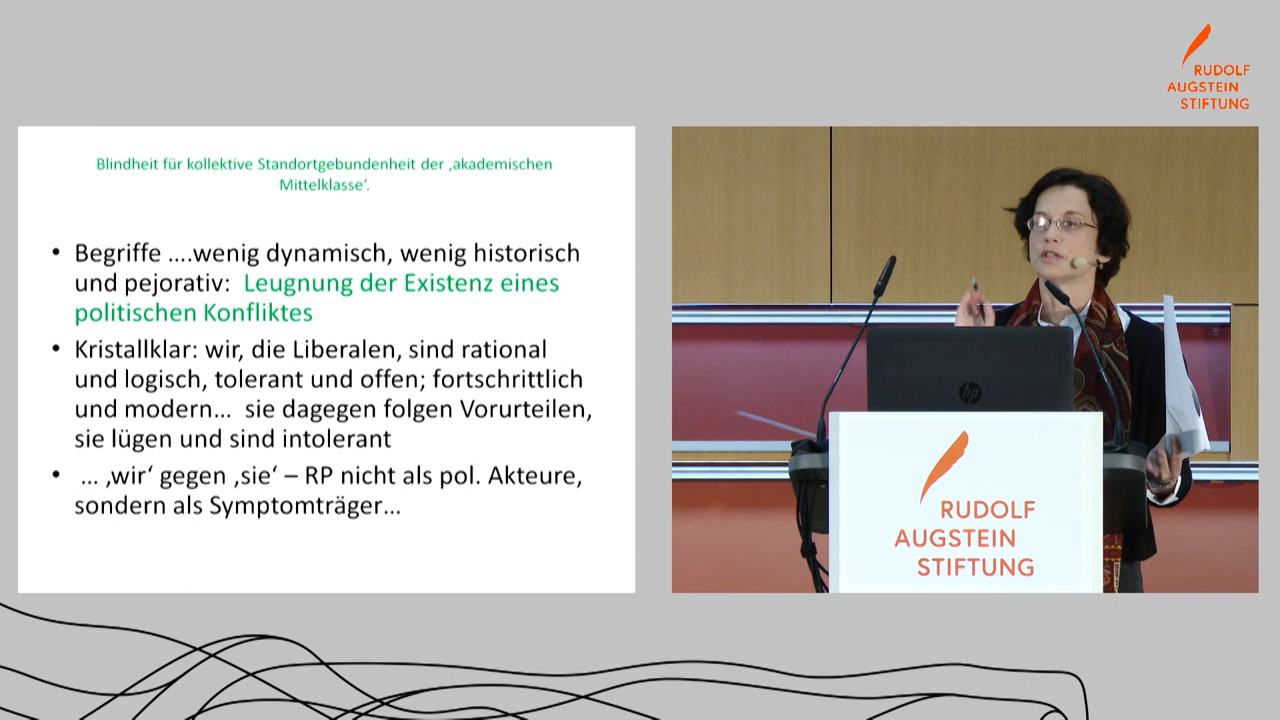 RUDOLF
AUGSTEIN
STIFTUNG
Blindheit für kollektive Standortgebundenheit der ‚akademischen
Mittelklasse‘.
• Begriffe ....wenig dynamisch, wenig historisch
und pejorativ: Leugnung der Existenz eines
politischen Konfliktes
• Kristallklar: wir, die Liberalen, sind rational
und logisch, tolerant und offen; fortschrittlich
und modern... sie dagegen folgen Vorurteilen,
sie lügen und sind intolerant
• ... ‚wir‘ gegen ‚sie‘ – RP nicht als pol. Akteure,
sondern als Symptomträger...
hp
RUDOLF
AUGSTEIN
STIFTUNG